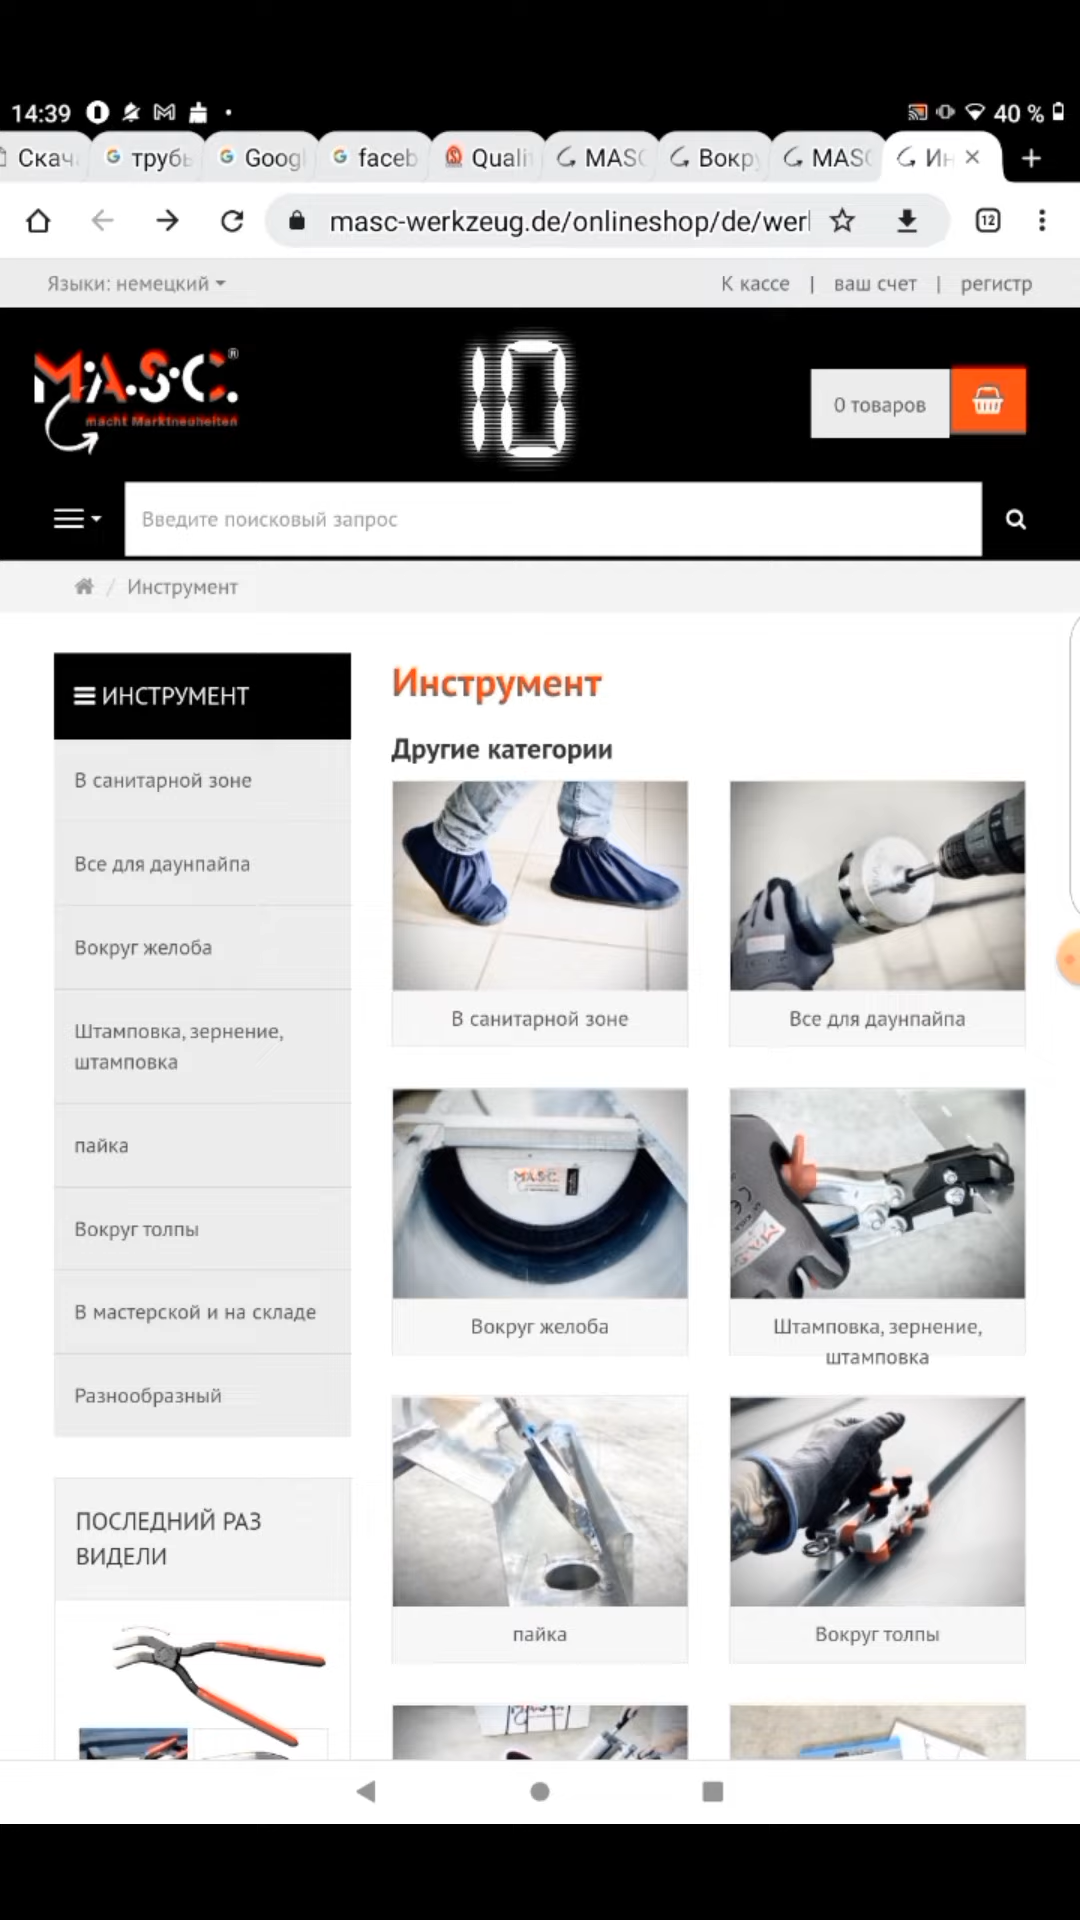 14:39
40 %
Скача
трубы
Googl
faceb
Quali
MASC
Вокру
MASC
Ин
masc-werkzeug.de/onlineshop/de/werl
12
Языки: немецкий
К кассе | ваш счет | регистр
M.A.S.C.®
macht Marktneuheiten
10
0 товаров
Введите поисковый запрос
/ Инструмент
ИНСТРУМЕНТ
В санитарной зоне
Все для даунпайпа
Вокруг желоба
Штамповка, зернение,
штамповка
пайка
Вокруг толпы
В мастерской и на складе
Разнообразный
ПОСЛЕДНИЙ РАЗ
ВИДЕЛИ
Инструмент
Другие категории
В санитарной зоне
Все для даунпайпа
M.A.S.C.
Вокруг желоба
Штамповка, зернение,
штамповка
пайка
Вокруг толпы